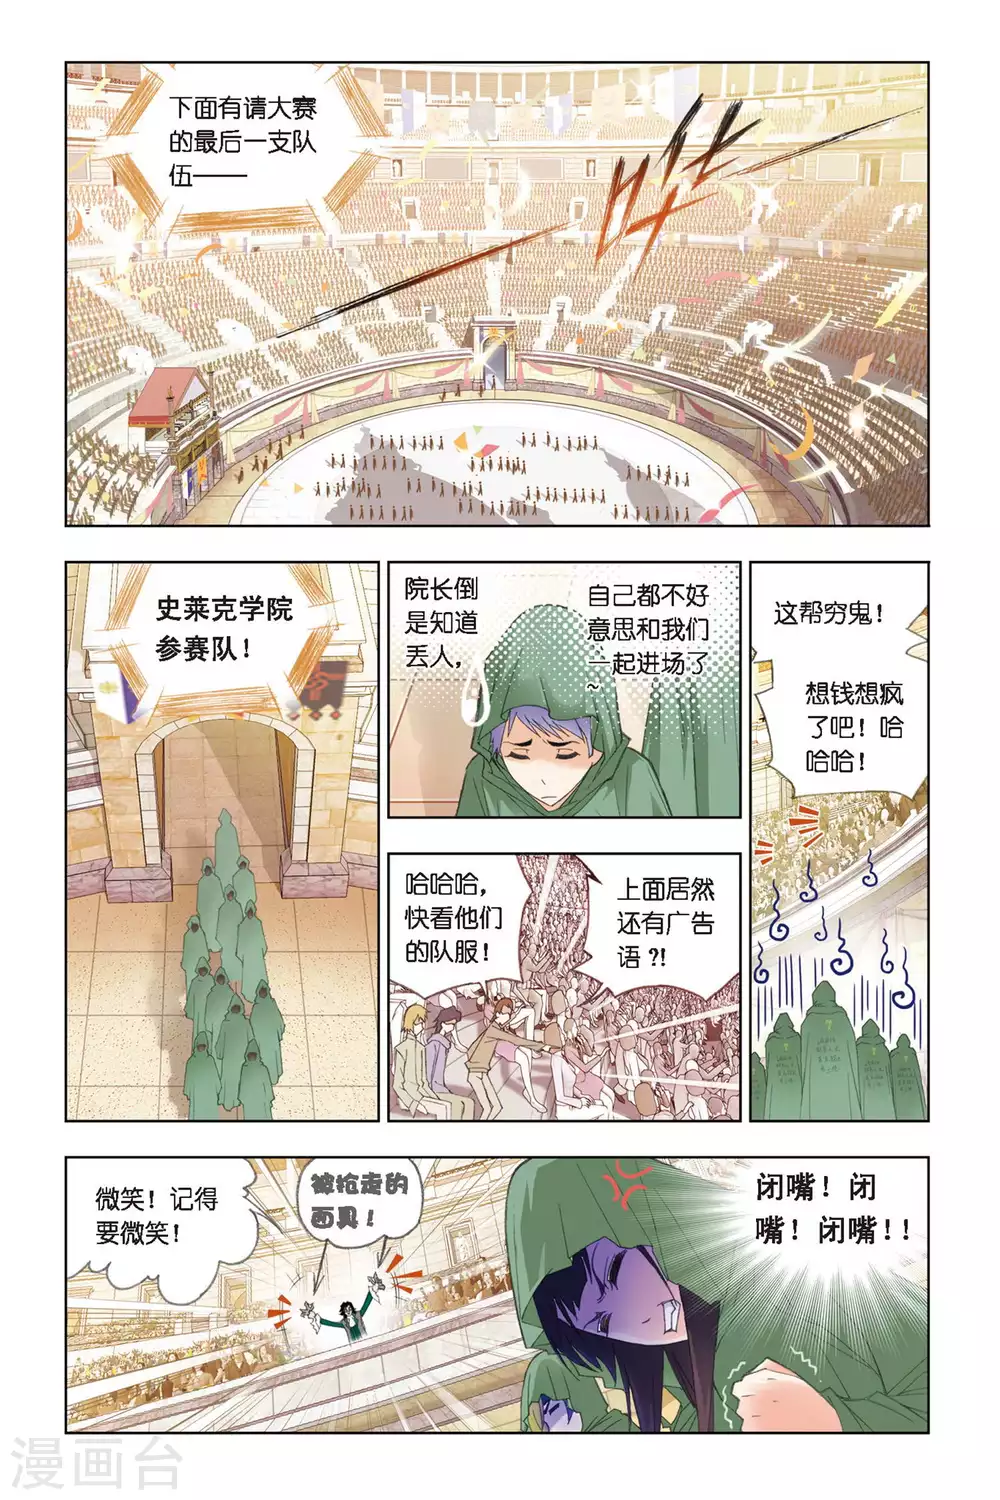 下面有请大赛
的最后一支队
伍——
咔
史莱克学院
参赛队！
院长倒
是知道
丢人，
自己都不好
意思和我们
一起进场了
~
这帮穷鬼！
想钱想疯
了吧！哈
哈哈！
哈哈哈，
快看他们
的队服！
上面居然
还有广告
语?!
微笑！记得
要微笑！
被抢走的
面具！
闭嘴！闭
嘴！闭嘴！！
漫画台